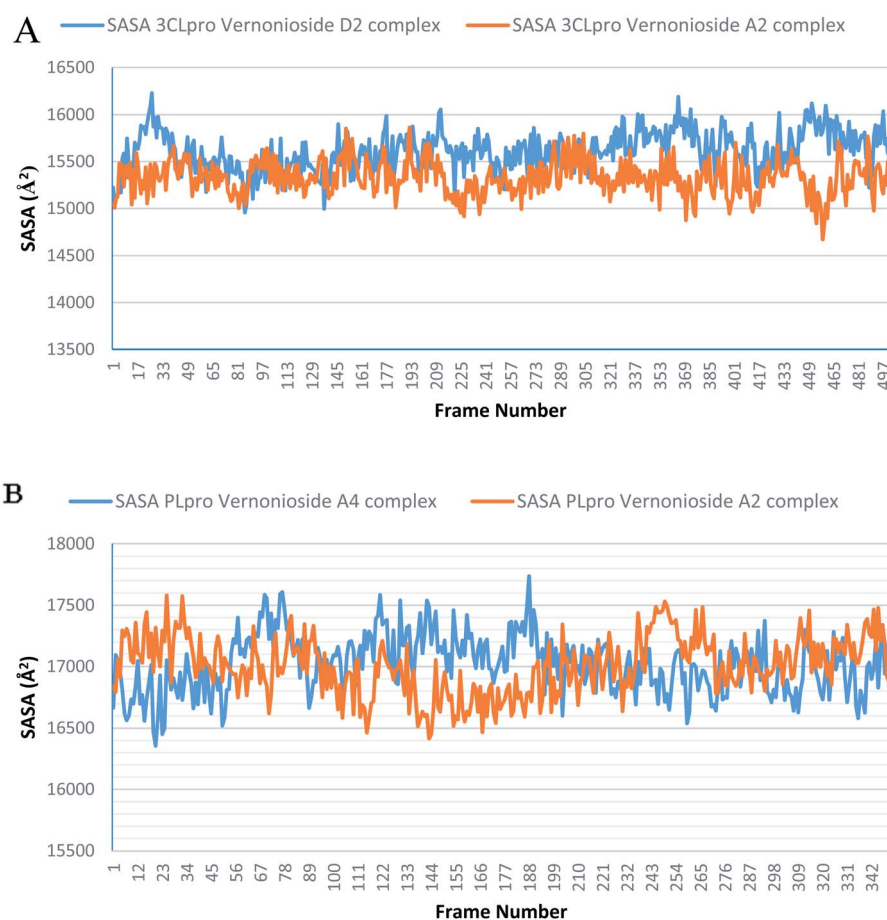 A
SASA 3CLpro Vernonioside D2 complex SASA 3CLpro Vernonioside A2 complex
16500
16000
15500
15000
14500
14000
13500
SASA (Å²)
1 17 33 49 65 81 97 113 129 145 161 177 193 209 225 241 257 273 289 305 321 337 353 369 385 401 417 433 449 465 481 497
Frame Number
B
SASA PLpro Vernonioside A4 complex SASA PLpro Vernonioside A2 complex
18000
17500
17000
16500
16000
15500
SASA (Å²)
1 12 23 34 45 56 67 78 89 100 111 122 133 144 155 166 177 188 199 210 221 232 243 254 265 276 287 298 309 320 331 342
Frame Number